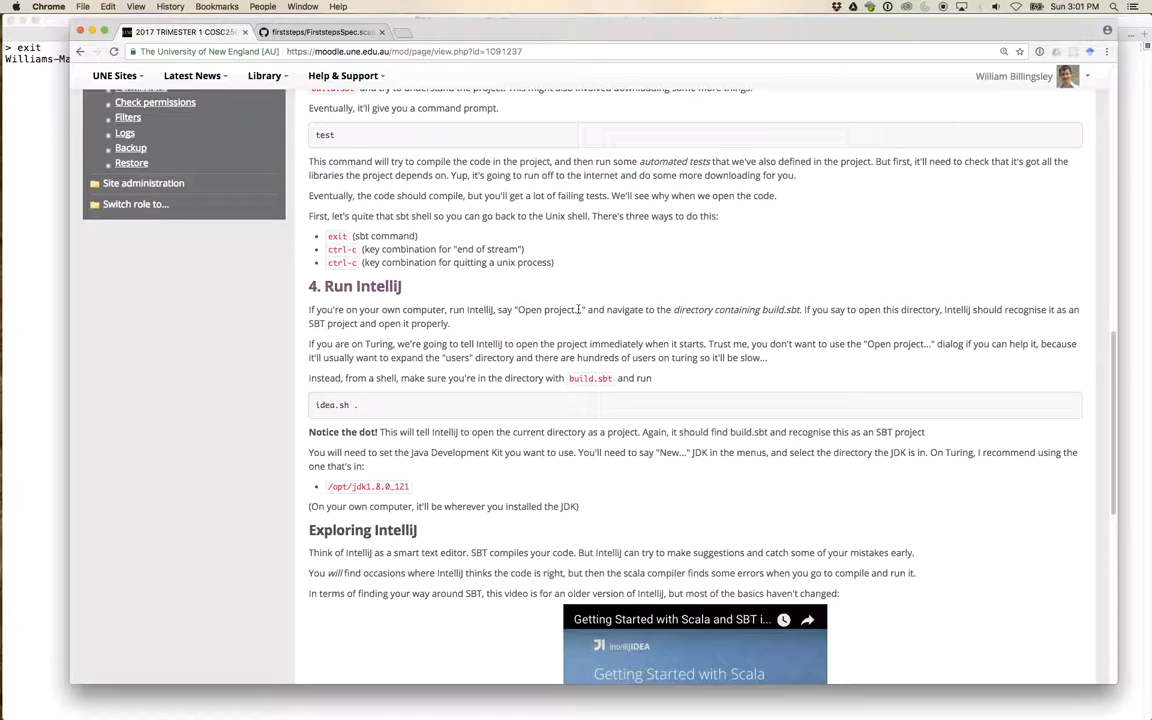 Chrome File Edit View History Bookmarks People Window Help Sun 3:01 PM
2017 TRIMESTER 1 COSC25 firststeps/FirststepsSpec.sca
The University of New England [AU] https://moodle.une.edu.au/mod/page/view.php?id=1091237
> exit
Williams-Ma
UNE Sites Latest News Library Help & Support William Billingsley
Check permissions
Filters
Logs
Backup
Restore
Site administration
Switch role to...
build.sbt and try to understand the project. This might also involved downloading some more things.
Eventually, it'll give you a command prompt.
test
This command will try to compile the code in the project, and then run some automated tests that we've also defined in the project. But first, it'll need to check that it's got all the
libraries the project depends on. Yup, it's going to run off to the internet and do some more downloading for you.
Eventually, the code should compile, but you'll get a lot of failing tests. We'll see why when we open the code.
First, let's quite that sbt shell so you can go back to the Unix shell. There's three ways to do this:
exit (sbt command)
ctrl-c (key combination for "end of stream")
ctrl-c (key combination for quitting a unix process)
4. Run IntelliJ
If you're on your own computer, run IntelliJ, say "Open project..." and navigate to the directory containing build.sbt. If you say to open this directory, IntelliJ should recognise it as an
SBT project and open it properly.
If you are on Turing, we're going to tell IntelliJ to open the project immediately when it starts. Trust me, you don't want to use the "Open project..." dialog if you can help it, because
it'll usually want to expand the "users" directory and there are hundreds of users on turing so it'll be slow...
Instead, from a shell, make sure you're in the directory with build.sbt and run
idea.sh .
Notice the dot! This will tell IntelliJ to open the current directory as a project. Again, it should find build.sbt and recognise this as an SBT project
You will need to set the Java Development Kit you want to use. You'll need to say "New..." JDK in the menus, and select the directory the JDK is in. On Turing, I recommend using the
one that's in:
/opt/jdk1.8.0_121
(On your own computer, it'll be wherever you installed the JDK)
Exploring IntelliJ
Think of IntelliJ as a smart text editor. SBT compiles your code. But IntelliJ can try to make suggestions and catch some of your mistakes early.
You will find occasions where IntelliJ thinks the code is right, but then the scala compiler finds some errors when you go to compile and run it.
In terms of finding your way around SBT, this video is for an older version of IntelliJ, but most of the basics haven't changed:
Getting Started with Scala and SBT i...
IntelliJIDEA
Getting Started with Scala